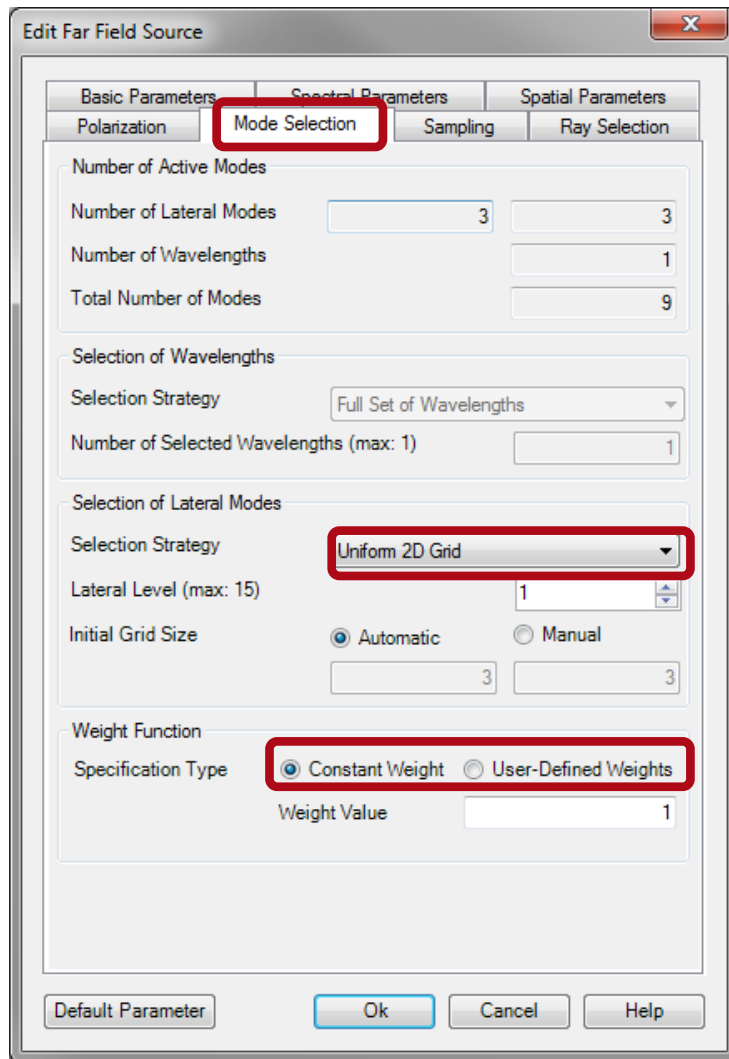 Edit Far Field Source
x
Basic Parameters Spectral Parameters Spatial Parameters
Polarization Mode Selection Sampling Ray Selection
Number of Active Modes
Number of Lateral Modes 3 3
Number of Wavelengths 1
Total Number of Modes 9
Selection of Wavelengths
Selection Strategy Full Set of Wavelengths
Number of Selected Wavelengths (max: 1) 1
Selection of Lateral Modes
Selection Strategy Uniform 2D Grid
Lateral Level (max: 15) 1
Initial Grid Size Automatic Manual
3 3
Weight Function
Specification Type Constant Weight User-Defined Weights
Weight Value 1
Default Parameter Ok Cancel Help